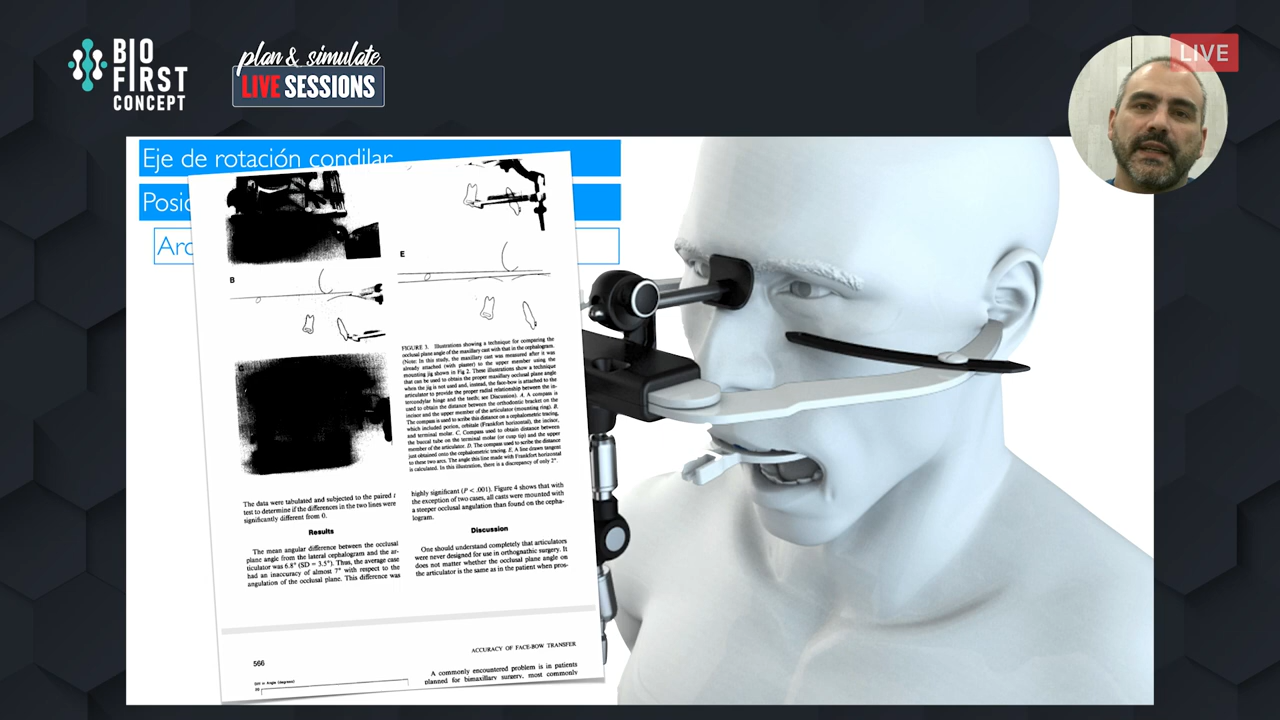 BIO
FIRST
CONCEPT
plan & simulate
LIVE SESSIONS
LIVE
Eje de rotación condilar
Posic
Arc
B
E
C
FIGURE 3. Illustrations showing a technique for comparing the
occlusal plane angle of the maxillary cast with that in the cephalogram.
(Note: In this study, the maxillary cast was measured after it was
already attached (with plaster) to the upper member using the
mounting jig shown in Fig 2. These illustrations show a technique
that can be used to obtain the proper maxillary occlusal plane angle
when the jig is not used and, instead, the face-bow is attached to the
articulator to provide the proper radial relationship between the in-
tercondylar hinge and the teeth; see Discussion). A. A compass is
used to obtain the distance between the orthodontic bracket on the
incisor and the upper member of the articulator (mounting ring). B.
The compass is used to scribe this distance on a cephalometric tracing,
which included porion, orbitale (Frankfort horizontal), the incisor,
and terminal molar. C. Compass used to obtain distance between
the buccal tube on the terminal molar (or cusp tip) and the upper
member of the articulator. D. The compass used to scribe the distance
just obtained onto the cephalometric tracing. E. A line drawn tangent
to these two arcs. The angle this line made with Frankfort horizontal
is calculated. In this illustration, there is a discrepancy of only 2°.
The data were tabulated and subjected to the paired t
test to determine if the differences in the two lines were
significantly different from 0.
Results
The mean angular difference between the occlusal
plane angle from the lateral cephalogram and the ar-
ticulator was 6.8° (SD = 3.5°). Thus, the average case
had an inaccuracy of almost 7° with respect to the
angulation of the occlusal plane. This difference was
highly significant (P < .001). Figure 4 shows that with
the exception of two cases, all casts were mounted with
a steeper occlusal angulation than found on the cepha-
logram.
Discussion
One should understand completely that articulators
were never designed for use in orthognathic surgery. It
does not matter whether the occlusal plane angle on
the articulator is the same as in the patient when pros-
566
ACCURACY OF FACE-BOW TRANSFER
A commonly encountered problem is in patients
planned for bimaxillary surgery, most commonly